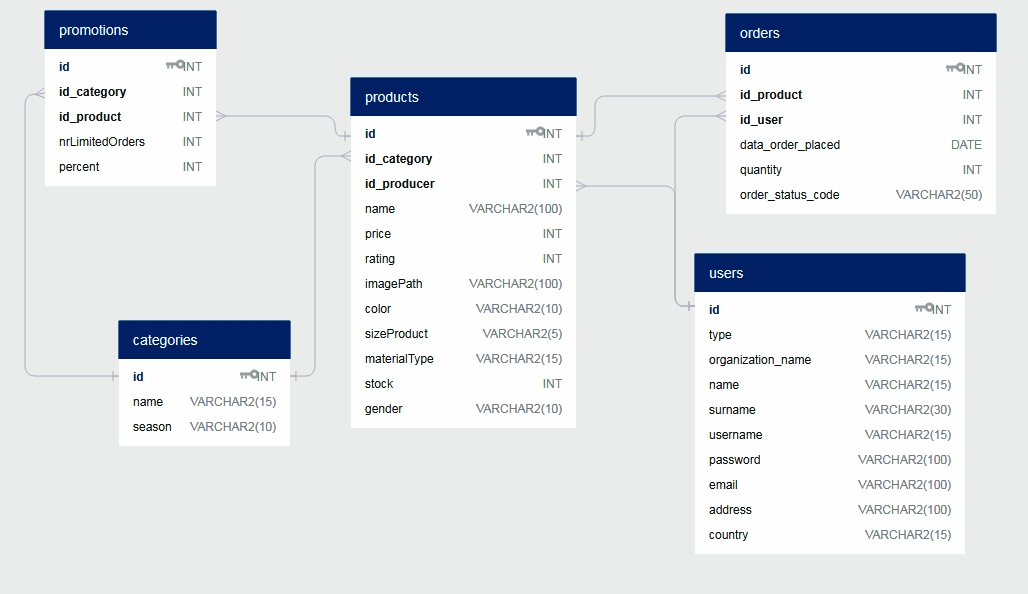 promotions
id INT
id_category INT
id_product INT
nrLimitedOrders INT
percent INT
products
id INT
id_category INT
id_producer INT
name VARCHAR2(100)
price INT
rating INT
imagePath VARCHAR2(100)
color VARCHAR2(10)
sizeProduct VARCHAR2(5)
materialType VARCHAR2(15)
stock INT
gender VARCHAR2(10)
orders
id INT
id_product INT
id_user INT
data_order_placed DATE
quantity INT
order_status_code VARCHAR2(50)
categories
id INT
name VARCHAR2(15)
season VARCHAR2(10)
users
id INT
type VARCHAR2(15)
organization_name VARCHAR2(15)
name VARCHAR2(15)
surname VARCHAR2(30)
username VARCHAR2(15)
password VARCHAR2(100)
email VARCHAR2(100)
address VARCHAR2(100)
country VARCHAR2(15)